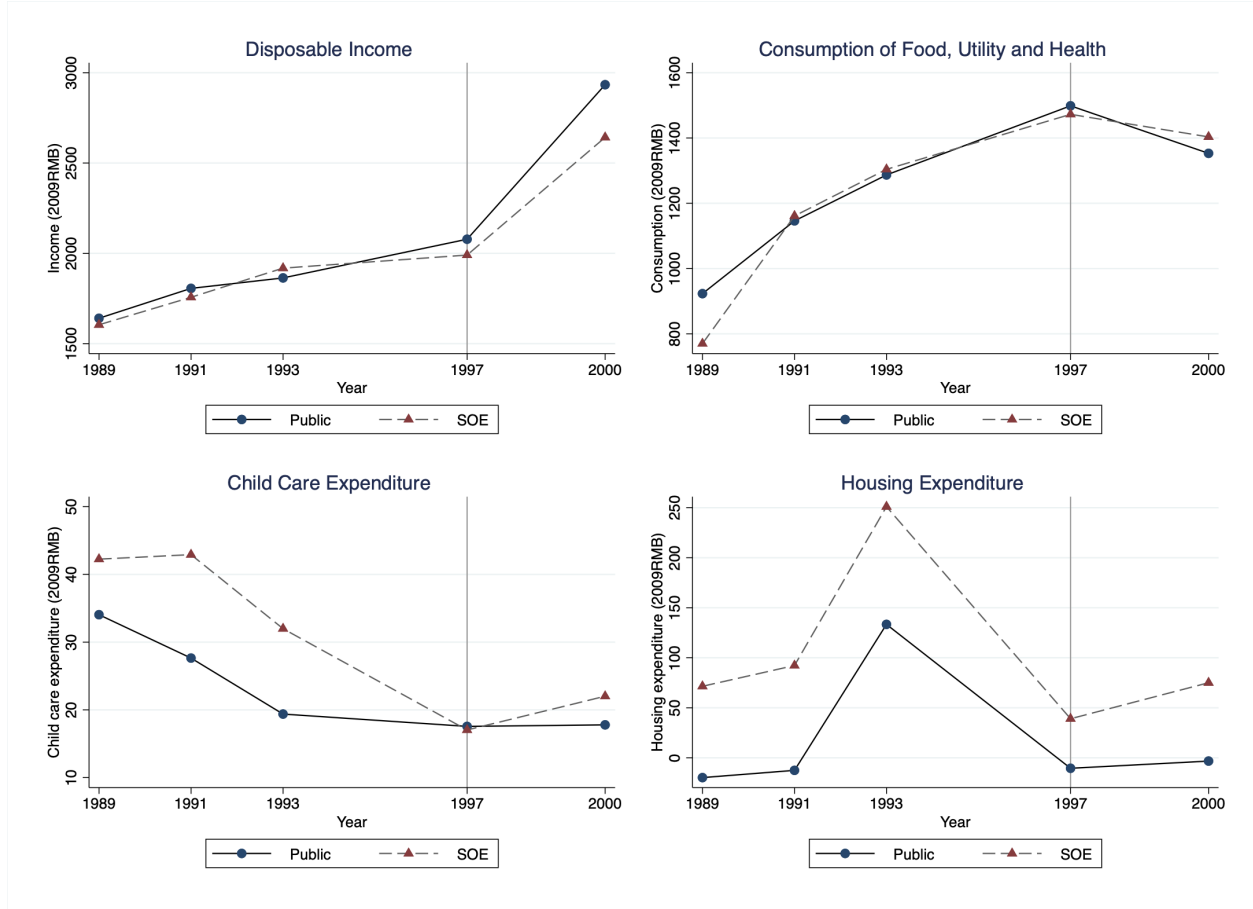 Disposable Income
Income (2009RMB)
3000
2500
2000
1500
1989 1991 1993 1997 2000
Year
Public SOE
Consumption of Food, Utility and Health
Consumption (2009RMB)
1600
1400
1200
1000
800
1989 1991 1993 1997 2000
Year
Public SOE
Child Care Expenditure
Child care expenditure (2009RMB)
50
40
30
20
10
1989 1991 1993 1997 2000
Year
Public SOE
Housing Expenditure
Housing expenditure (2009RMB)
250
200
150
100
50
0
1989 1991 1993 1997 2000
Year
Public SOE